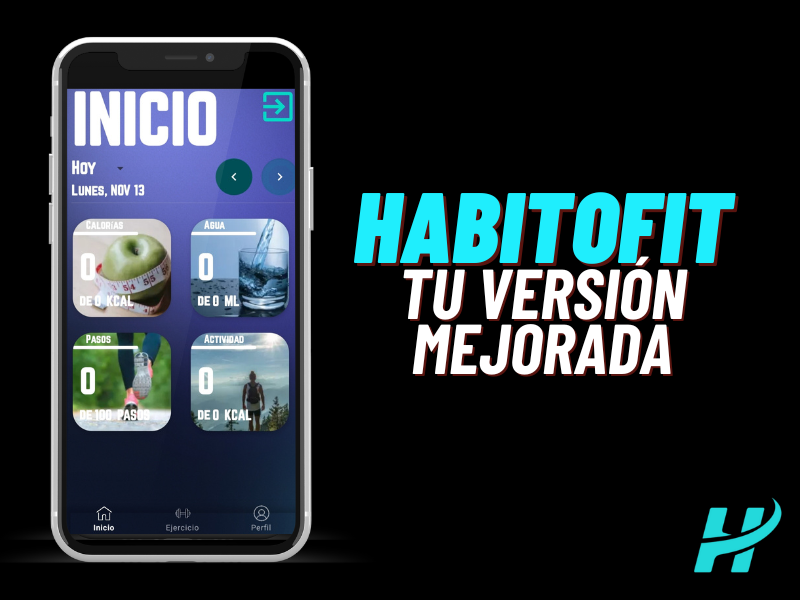 INICIO
HOY
LUNES, NOV 13
CALORÍAS
0
DE 0 KCAL
AGUA
0
DE 0 ML
PASOS
0
DE 100 PASOS
ACTIVIDAD
0
DE 0 KCAL
Inicio
Ejercicio
Perfil
HABITOFIT
TU VERSIÓN
MEJORADA
H